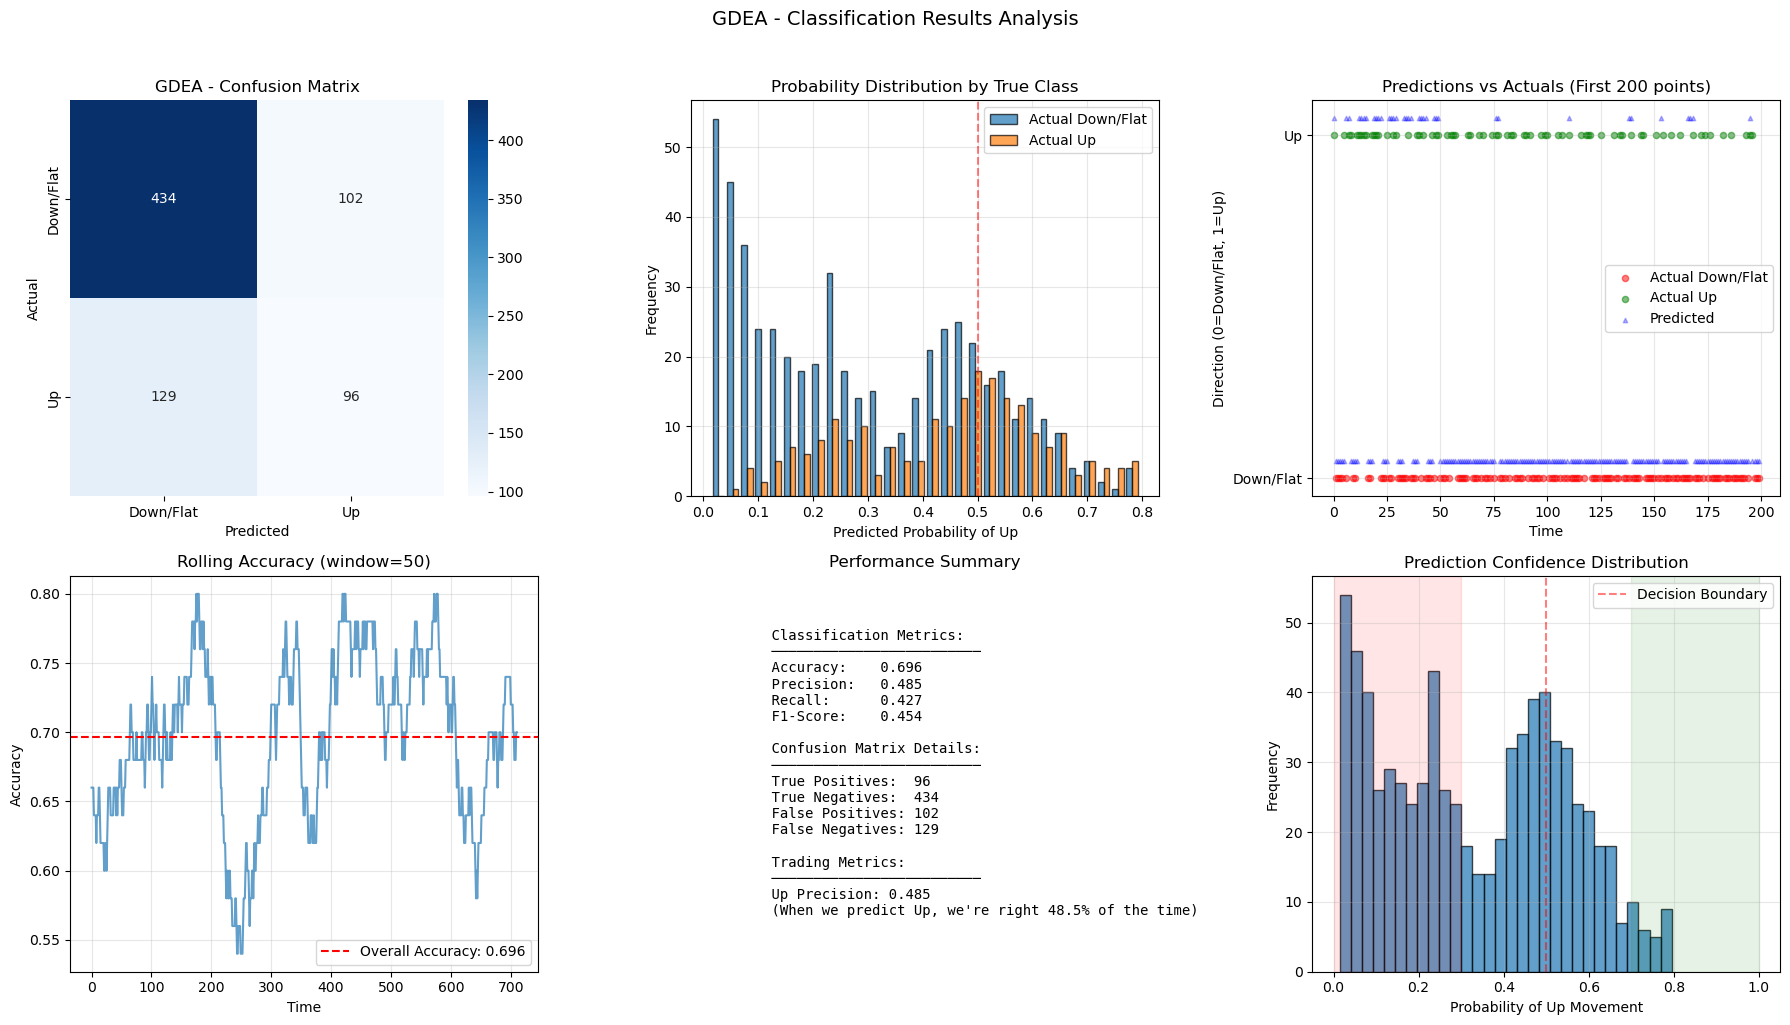 GDEA - Classification Results Analysis
GDEA - Confusion Matrix
Actual
Down/Flat
Up
434
102
129
96
Down/Flat
Up
Predicted
400
350
300
250
200
150
100
Probability Distribution by True Class
Actual Down/Flat
Actual Up
Frequency
50
40
30
20
10
0
0.0 0.1 0.2 0.3 0.4 0.5 0.6 0.7 0.8
Predicted Probability of Up
Predictions vs Actuals (First 200 points)
Direction (0=Down/Flat, 1=Up)
Up
Down/Flat
Actual Down/Flat
Actual Up
Predicted
0 25 50 75 100 125 150 175 200
Time
Rolling Accuracy (window=50)
Accuracy
0.80
0.75
0.70
0.65
0.60
0.55
Overall Accuracy: 0.696
0 100 200 300 400 500 600 700
Time
Performance Summary
Classification Metrics:
Accuracy: 0.696
Precision: 0.485
Recall: 0.427
F1-Score: 0.454
Confusion Matrix Details:
True Positives: 96
True Negatives: 434
False Positives: 102
False Negatives: 129
Trading Metrics:
Up Precision: 0.485
(When we predict Up, we're right 48.5% of the time)
Prediction Confidence Distribution
Decision Boundary
Frequency
50
40
30
20
10
0
0.0 0.2 0.4 0.6 0.8 1.0
Probability of Up Movement